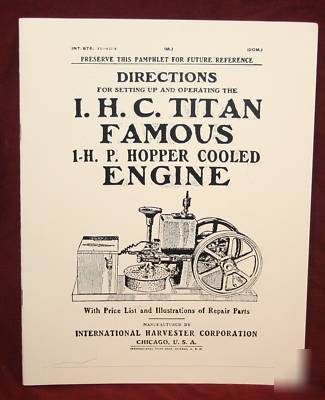 PRESERVE THIS PAMPHLET FOR FUTURE REFERENCE
DIRECTIONS
FOR SETTING UP AND OPERATING THE
I. H. C. TITAN
FAMOUS
1-H. P. HOPPER COOLED
ENGINE
With Price List and Illustrations of Repair Parts
MANUFACTURED BY
INTERNATIONAL HARVESTER CORPORATION
CHICAGO, U. S. A.